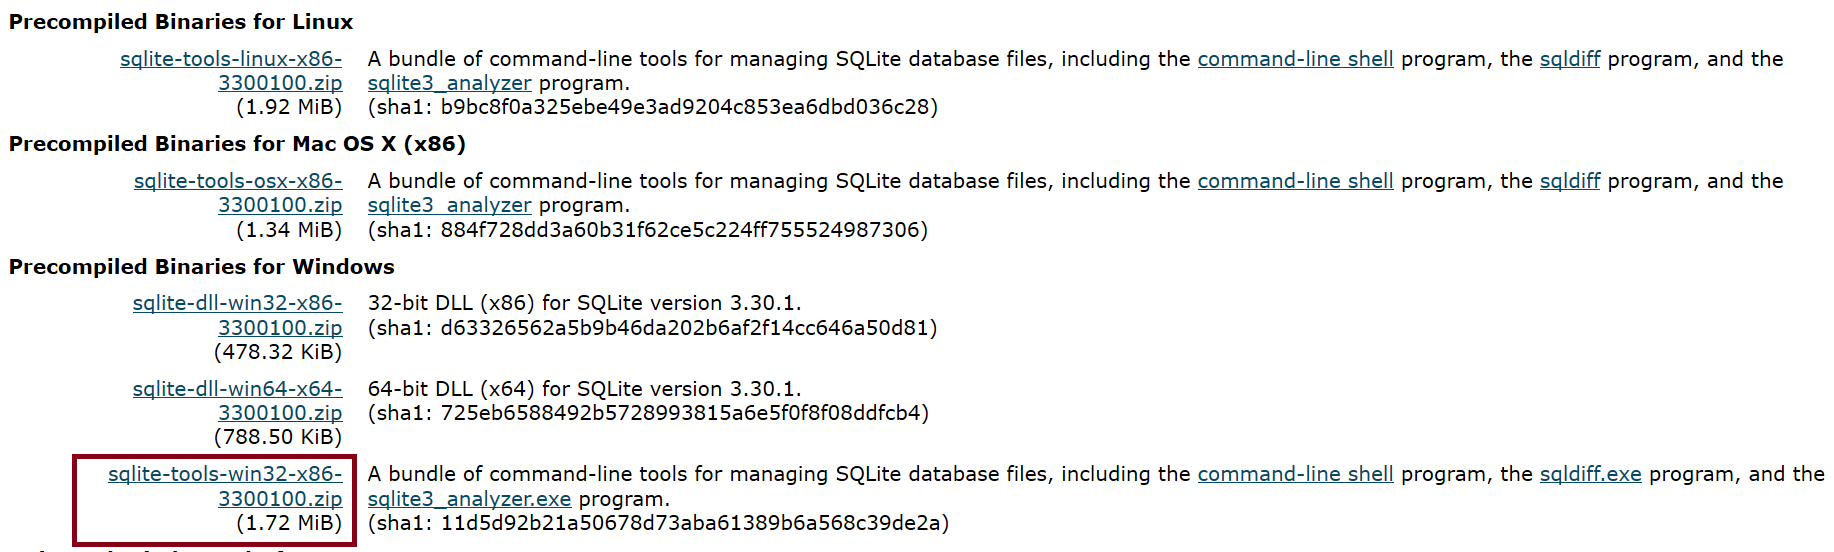 Precompiled Binaries for Linux
sqlite-tools-linux-x86- A bundle of command-line tools for managing SQLite database files, including the command-line shell program, the sqldiff program, and the
3300100.zip sqlite3_analyzer program.
(1.92 MiB) (sha1: b9bc8f0a325ebe49e3ad9204c853ea6dbd036c28)
Precompiled Binaries for Mac OS X (x86)
sqlite-tools-osx-x86- A bundle of command-line tools for managing SQLite database files, including the command-line shell program, the sqldiff program, and the
3300100.zip sqlite3_analyzer program.
(1.34 MiB) (sha1: 884f728dd3a60b31f62ce5c224ff755524987306)
Precompiled Binaries for Windows
sqlite-dll-win32-x86- 32-bit DLL (x86) for SQLite version 3.30.1.
3300100.zip (sha1: d63326562a5b9b46da202b6af2f14cc646a50d81)
(478.32 KiB)
sqlite-dll-win64-x64- 64-bit DLL (x64) for SQLite version 3.30.1.
3300100.zip (sha1: 725eb6588492b5728993815a6e5f0f8f08ddfcb4)
(788.50 KiB)
sqlite-tools-win32-x86- A bundle of command-line tools for managing SQLite database files, including the command-line shell program, the sqldiff.exe program, and the
3300100.zip sqlite3_analyzer.exe program.
(1.72 MiB) (sha1: 11d5d92b21a50678d73aba61389b6a568c39de2a)